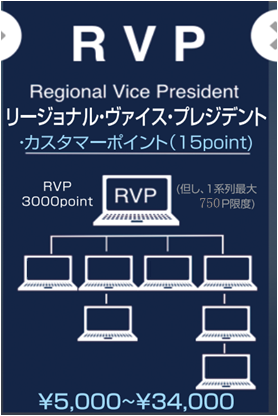 RVP
Regional Vice President
リージョナル・ヴァイス・プレジデント
・カスタマーポイント(15point)
RVP
3000point
RVP
(但し、1系列最大
750P限度)
¥5,000~¥34,000